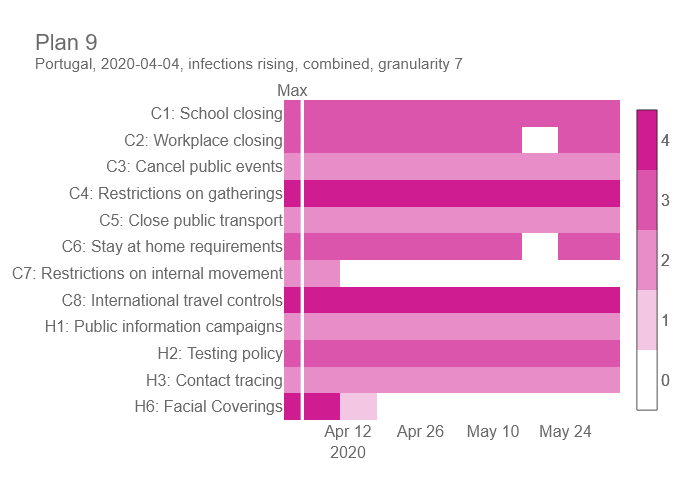 Plan 9
Portugal, 2020-04-04, infections rising, combined, granularity 7
Max
C1: School closing
C2: Workplace closing
C3: Cancel public events
C4: Restrictions on gatherings
C5: Close public transport
C6: Stay at home requirements
C7: Restrictions on internal movement
C8: International travel controls
H1: Public information campaigns
H2: Testing policy
H3: Contact tracing
H6: Facial Coverings
Apr 12 Apr 26 May 10 May 24
2020
4
3
2
1
0